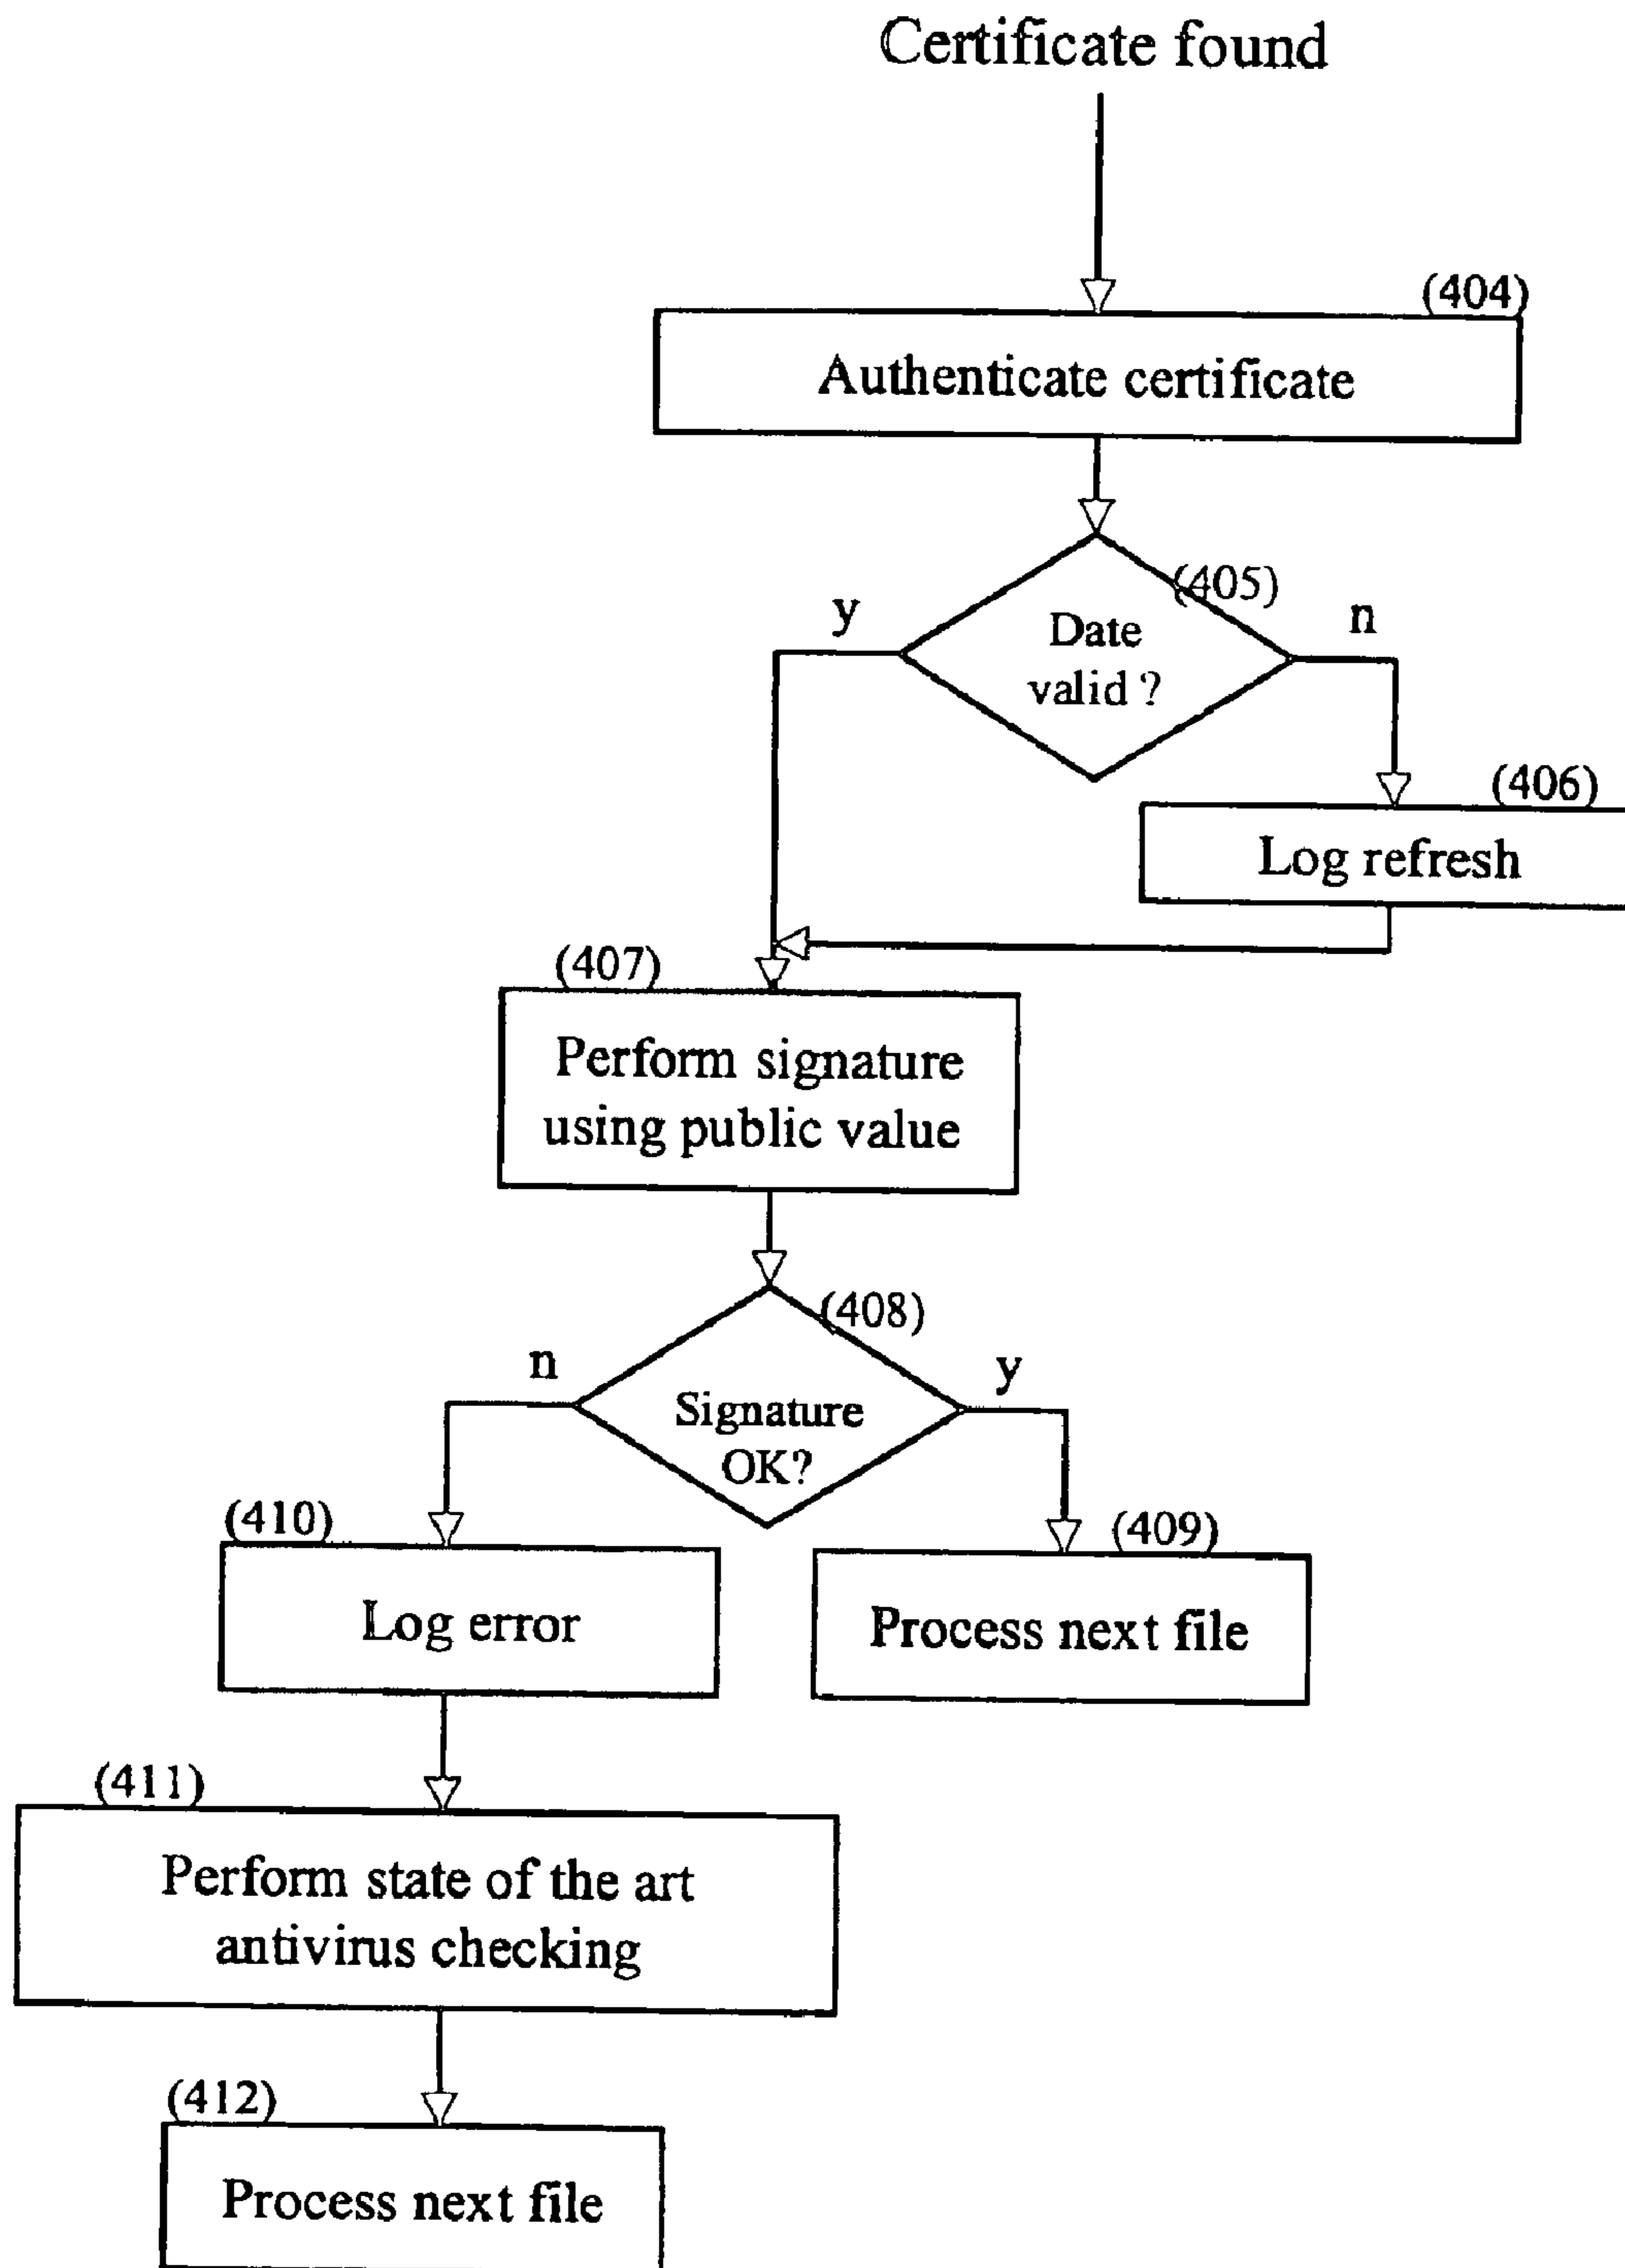 Certificate found
(404)
Authenticate certificate
(405)
y
n
Date
valid ?
(406)
Log refresh
(407)
Perform signature
using public value
(408)
n
y
Signature
OK?
(410)
(409)
Log error
Process next file
(411)
Perform state of the art
antivirus checking
(412)
Process next file